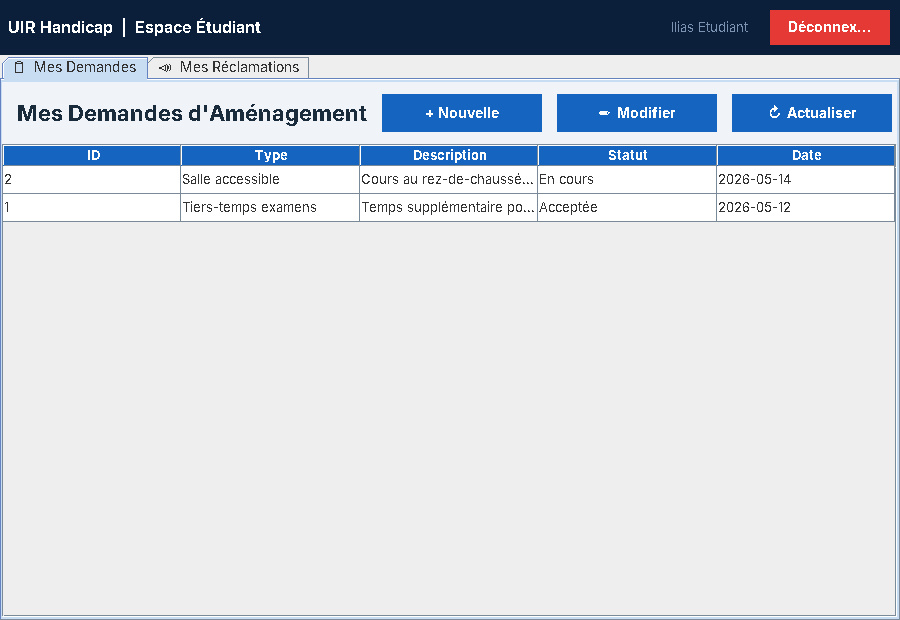 UIR Handicap | Espace Étudiant
Ilias Etudiant
Déconnex...
Mes Demandes
Mes Réclamations
Mes Demandes d'Aménagement
+ Nouvelle
✏ Modifier
↻ Actualiser
ID Type Description Statut Date
2 Salle accessible Cours au rez-de-chaussé... En cours 2026-05-14
1 Tiers-temps examens Temps supplémentaire po... Acceptée 2026-05-12